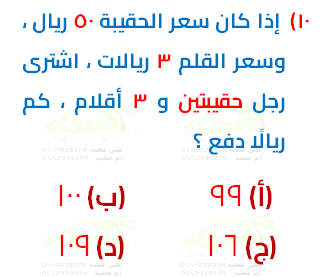 ١٠) إذا كان سعر الحقيبة ٥٠ ريال ،
وسعر القلم ٣ ريالات ، اشترى
رجل حقيبتين و ٣ أقلام ، كم
ريالًا دفع ؟
(أ) ٩٩ (ب) ١٠٠
(ج) ١٠٦ (د) ١٠٩